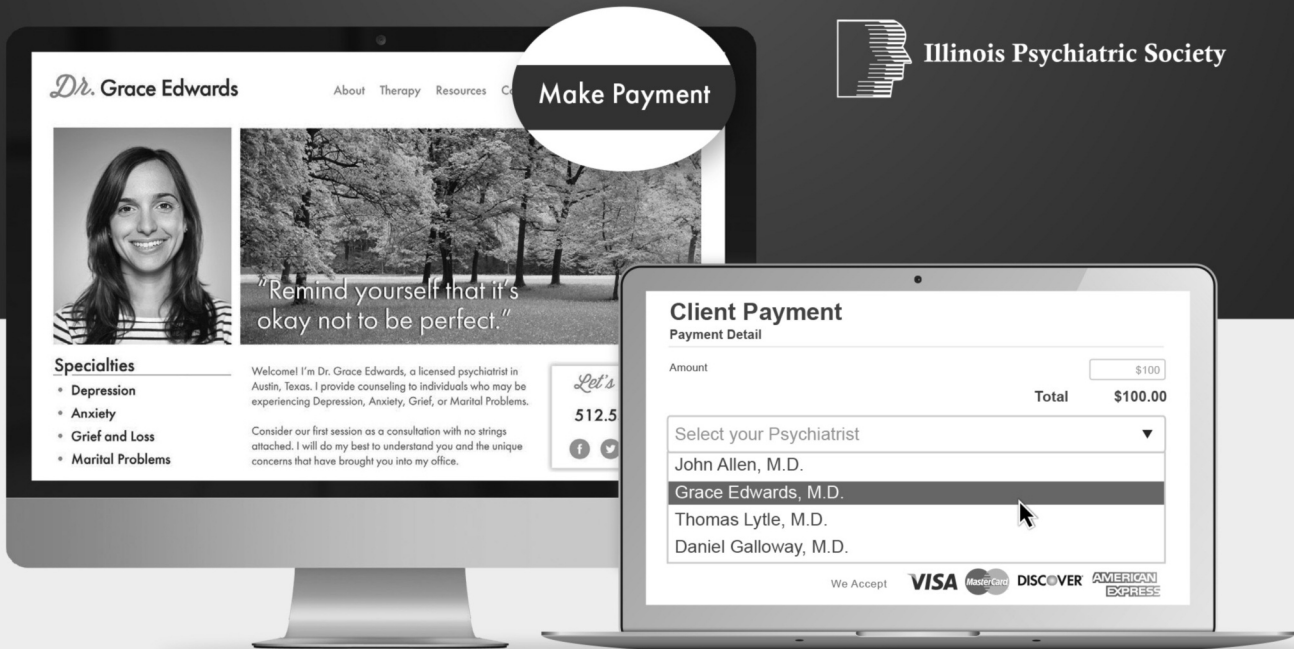 Illinois Psychiatric Society
Dr. Grace Edwards
About Therapy Resources
Make Payment
"Remind yourself that it's
okay not to be perfect."
Specialties
Depression
Anxiety
Grief and Loss
Marital Problems
Welcome! I'm Dr. Grace Edwards, a licensed psychiatrist in
Austin, Texas. I provide counseling to individuals who may be
experiencing Depression, Anxiety, Grief, or Marital Problems.
Consider our first session as a consultation with no strings
attached. I will do my best to understand you and the unique
concerns that have brought you into my office.
Let's
512.5
Client Payment
Payment Detail
Amount
$100
Total $100.00
Select your Psychiatrist
John Allen, M.D.
Grace Edwards, M.D.
Thomas Lytle, M.D.
Daniel Galloway, M.D.
We Accept VISA MasterCard DISCOVER AMERICAN
EXPRESS